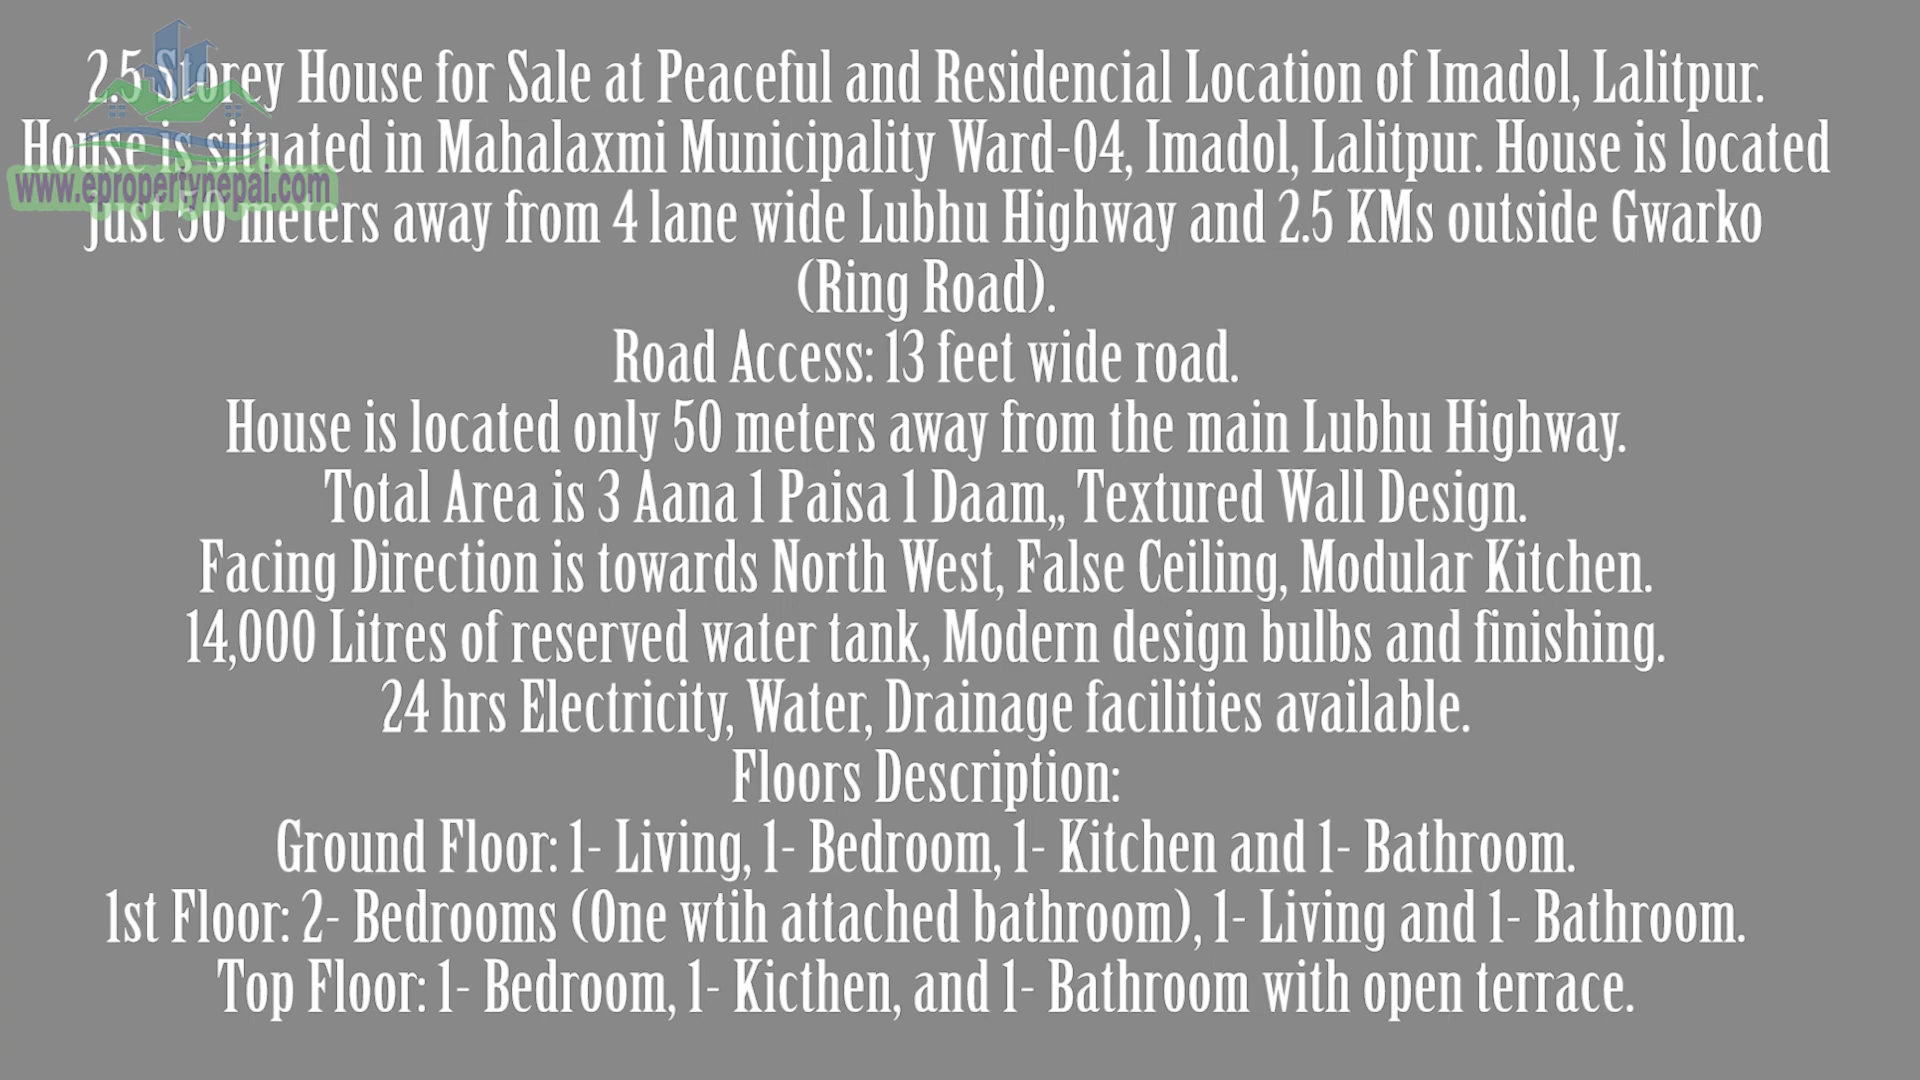 2.5 Storey House for Sale at Peaceful and Residencial Location of Imadol, Lalitpur.
House is situated in Mahalaxmi Municipality Ward-04, Imadol, Lalitpur. House is located
www.epropertynepal.com
just 50 meters away from 4 lane wide Lubhu Highway and 2.5 KMs outside Gwarko
(Ring Road).
Road Access: 13 feet wide road.
House is located only 50 meters away from the main Lubhu Highway.
Total Area is 3 Aana 1 Paisa 1 Daam,, Textured Wall Design.
Facing Direction is towards North West, False Ceiling, Modular Kitchen.
14,000 Litres of reserved water tank, Modern design bulbs and finishing.
24 hrs Electricity, Water, Drainage facilities available.
Floors Description:
Ground Floor: 1- Living, 1- Bedroom, 1- Kitchen and 1- Bathroom.
1st Floor: 2- Bedrooms (One wtih attached bathroom), 1- Living and 1- Bathroom.
Top Floor: 1- Bedroom, 1- Kicthen, and 1- Bathroom with open terrace.